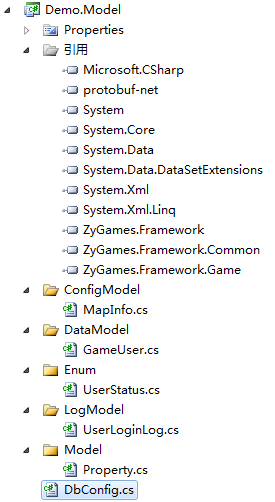 Demo.Model
Properties
引用
Microsoft.CSharp
protobuf-net
System
System.Core
System.Data
System.Data.DataSetExtensions
System.Xml
System.Xml.Linq
ZyGames.Framework
ZyGames.Framework.Common
ZyGames.Framework.Game
ConfigModel
MapInfo.cs
DataModel
GameUser.cs
Enum
UserStatus.cs
LogModel
UserLoginLog.cs
Model
Property.cs
DbConfig.cs